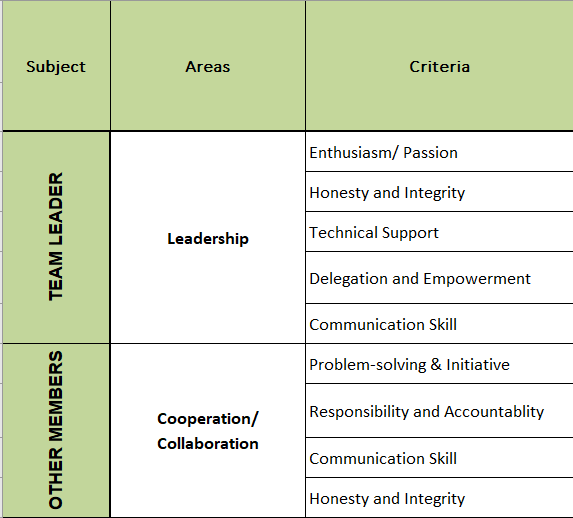 Subject
Areas
Criteria
TEAM LEADER
Leadership
Enthusiasm/ Passion
Honesty and Integrity
Technical Support
Delegation and Empowerment
Communication Skill
OTHER MEMBERS
Cooperation/
Collaboration
Problem-solving & Initiative
Responsibility and Accountablity
Communication Skill
Honesty and Integrity